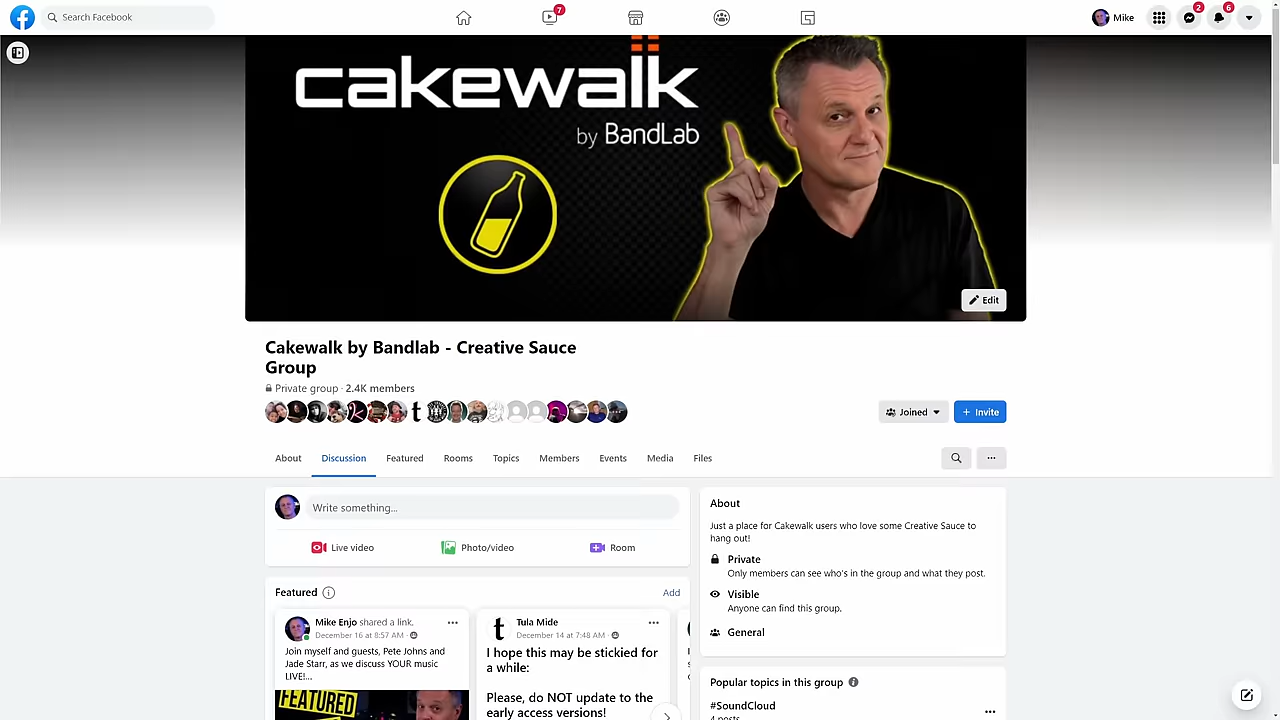 Search Facebook
7
Mike
2
6
cakewalk
by BandLab
Edit
Cakewalk by Bandlab - Creative Sauce
Group
Private group · 2.4K members
t
Joined
+ Invite
About
Discussion
Featured
Rooms
Topics
Members
Events
Media
Files
Write something...
Live video
Photo/video
Room
Featured
Add
Mike Enjo shared a link.
December 16 at 8:57 AM ·
Join myself and guests, Pete Johns and
Jade Starr, as we discuss YOUR music
LIVE!...
FEATURED
t
Tula Mide
December 14 at 7:48 AM ·
I hope this may be stickied for
a while:
Please, do NOT update to the
early access versions!
About
Just a place for Cakewalk users who love some Creative Sauce to
hang out!
Private
Only members can see who's in the group and what they post.
Visible
Anyone can find this group.
General
Popular topics in this group
#SoundCloud
4 posts